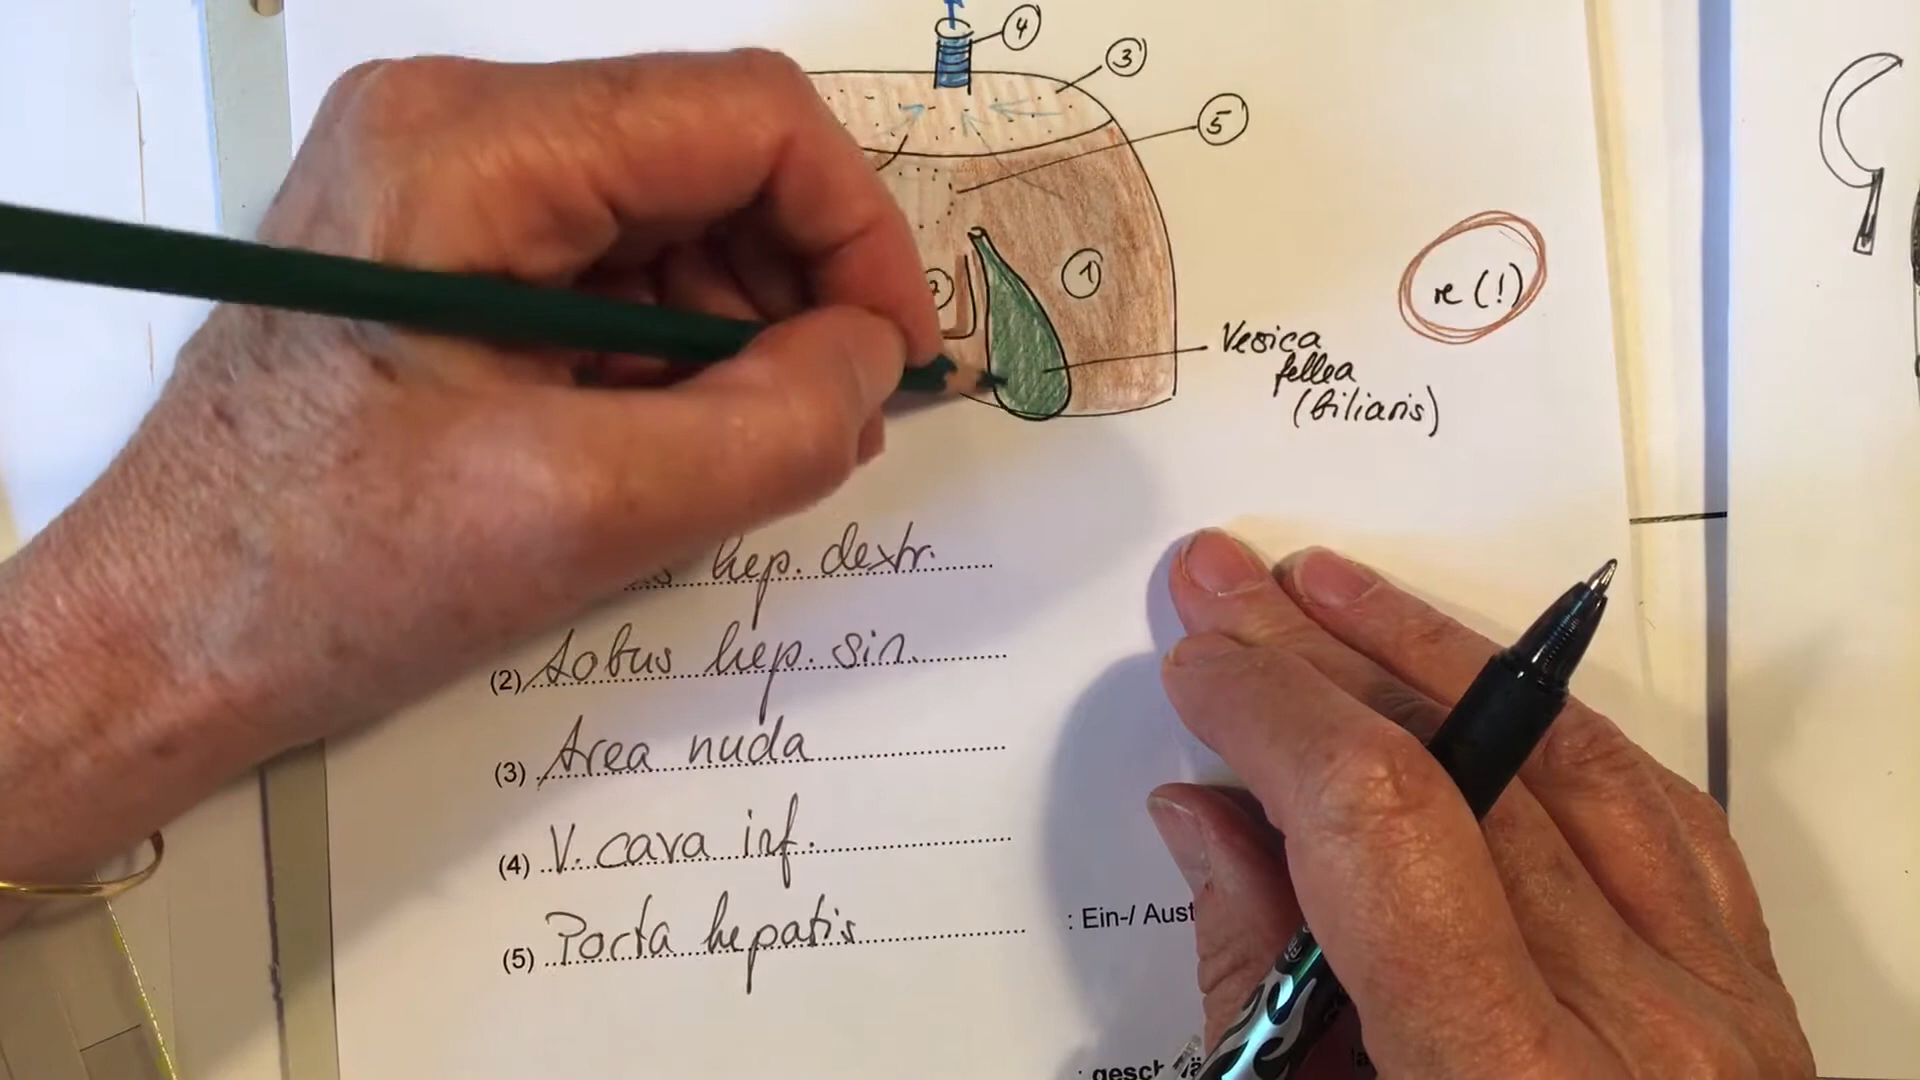 4
3
5
1
re (!)
Vesica
fellea
(biliaris)
hep. dextr.
(2) Lobus hep. sin.
(3) Area nuda
(4) V. cava inf.
(5) Porta hepatis : Ein-/ Aust